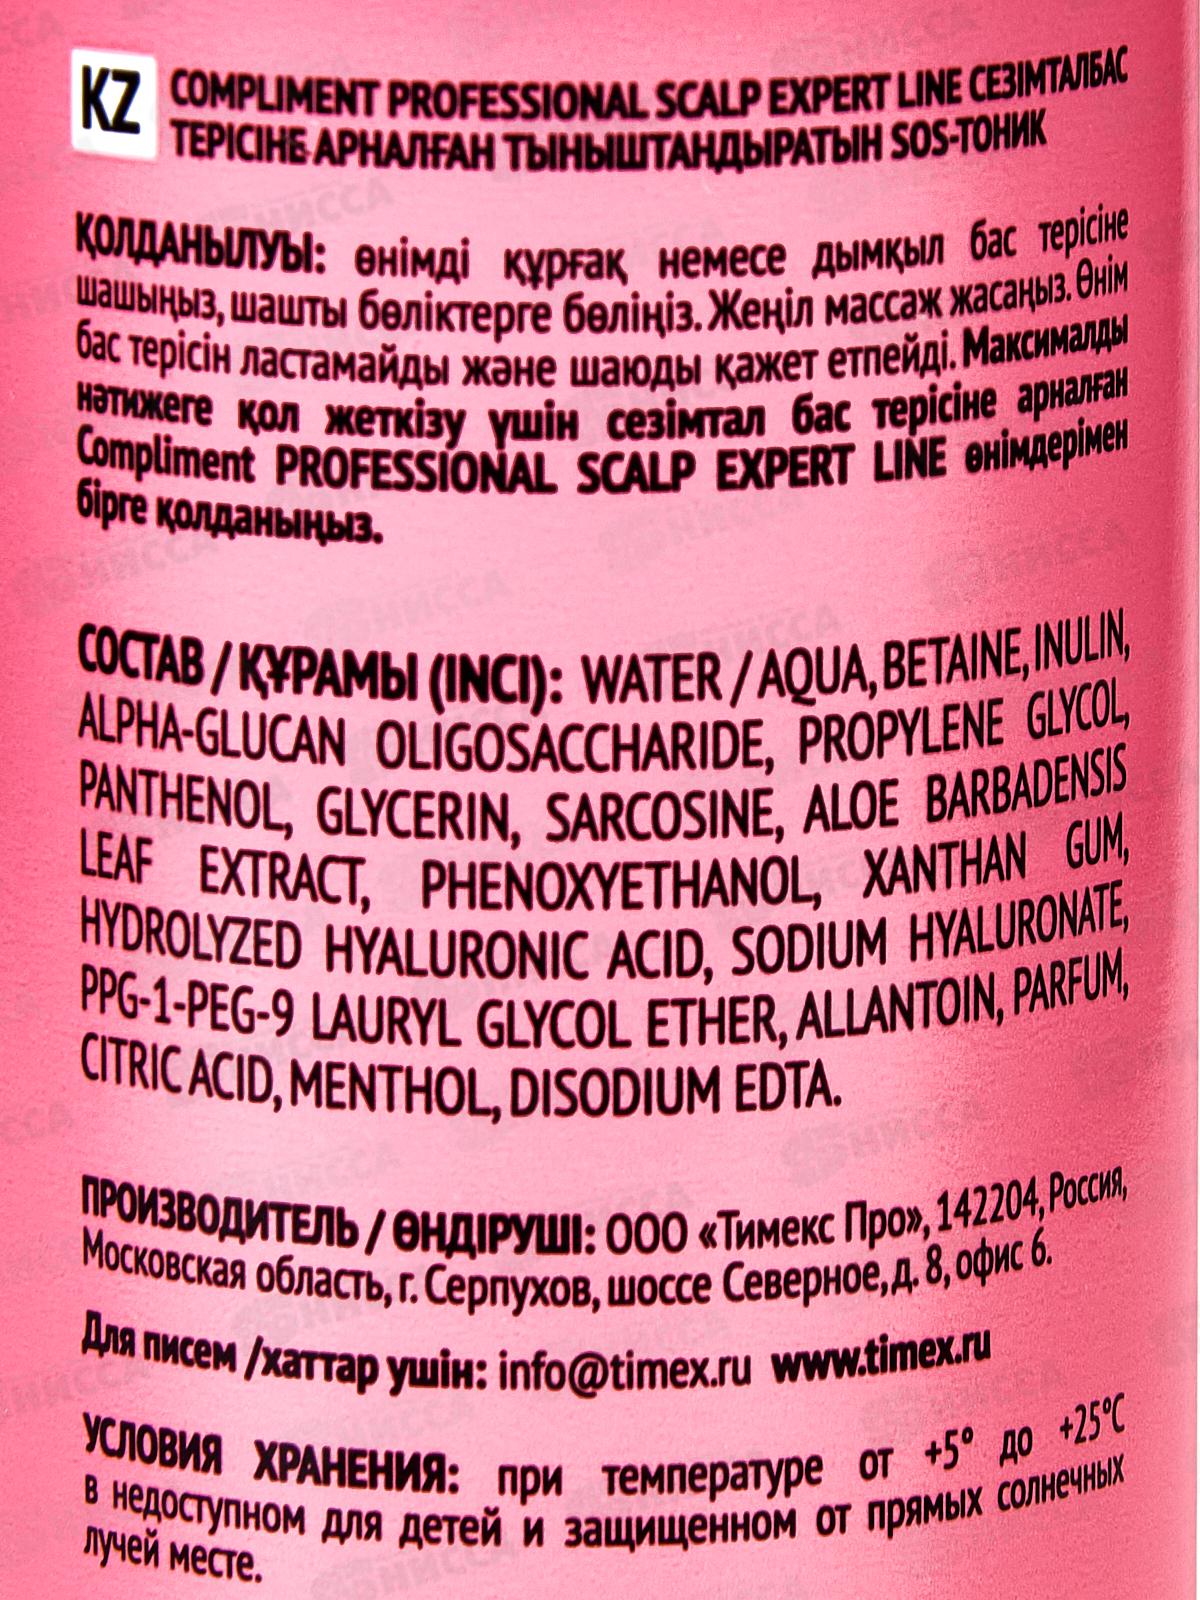 KZ COMPLIMENT PROFESSIONAL SCALP EXPERT LINE СЕЗІМТАЛБАС
ТЕРІСІНЕ АРНАЛҒАН ТЫНЫШТАНДЫРАТЫН SOS-ТОНИК
ҚОЛДАНЫЛУЫ: өнімді құрғақ немесе дымқыл бас терісіне
шашыңыз, шашты бөліктерге бөліңіз. Жеңіл массаж жасаңыз. Өнім
бас терісін ластамайды және шаюды қажет етпейді. Максималды
нәтижеге қол жеткізу үшін сезімтал бас терісіне арналған
Compliment PROFESSIONAL SCALP EXPERT LINE өнімдерімен
бірге қолданыңыз.
СОСТАВ / ҚҰРАМЫ (INCI): WATER / AQUA, BETAINE, INULIN,
ALPHA-GLUCAN OLIGOSACCHARIDE, PROPYLENE GLYCOL,
PANTHENOL, GLYCERIN, SARCOSINE, ALOE BARBADENSIS
LEAF EXTRACT, PHENOXYETHANOL, XANTHAN GUM,
HYDROLYZED HYALURONIC ACID, SODIUM HYALURONATE,
PPG-1-PEG-9 LAURYL GLYCOL ETHER, ALLANTOIN, PARFUM,
CITRIC ACID, MENTHOL, DISODIUM EDTA.
ПРОИЗВОДИТЕЛЬ / ӨНДІРУШІ: ООО «Тимекс Про», 142204, Россия,
Московская область, г. Серпухов, шоссе Северное, д. 8, офис 6.
Для писем /хаттар үшін: info@timex.ru www.timex.ru
УСЛОВИЯ ХРАНЕНИЯ: при температуре от +5° до +25°С
в недоступном для детей и защищенном от прямых солнечных
лучей месте.